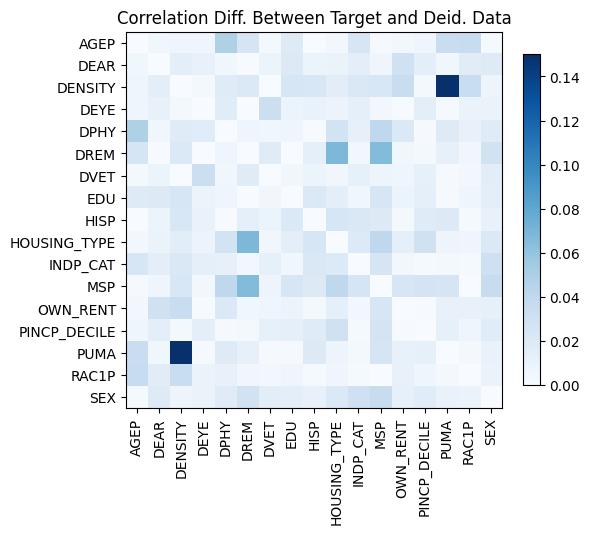 Correlation Diff. Between Target and Deid. Data
AGEP
DEAR
DENSITY
DEYE
DPHY
DREM
DVET
EDU
HISP
HOUSING_TYPE
INDP_CAT
MSP
OWN_RENT
PINCP_DECILE
PUMA
RAC1P
SEX
AGEP
DEAR
DENSITY
DEYE
DPHY
DREM
DVET
EDU
HISP
HOUSING_TYPE
INDP_CAT
MSP
OWN_RENT
PINCP_DECILE
PUMA
RAC1P
SEX
0.14
0.12
0.10
0.08
0.06
0.04
0.02
0.00